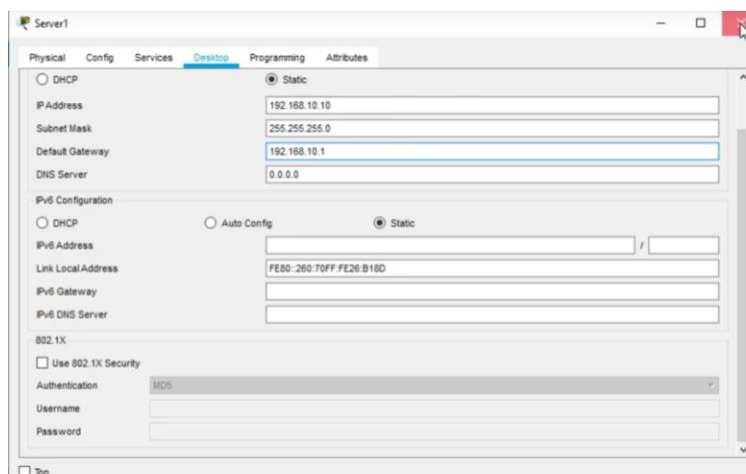 Server1
Physical Config Services Desktop Programming Attributes
DHCP Static
IP Address 192.168.10.10
Subnet Mask 255.255.255.0
Default Gateway 192.168.10.1
DNS Server 0.0.0.0
IPv6 Configuration
DHCP Auto Config Static
IPv6 Address /
Link Local Address FE80::260:70FF:FE26:B18D
IPv6 Gateway
IPv6 DNS Server
802.1X
Use 802.1X Security
Authentication MD5
Username
Password
Top